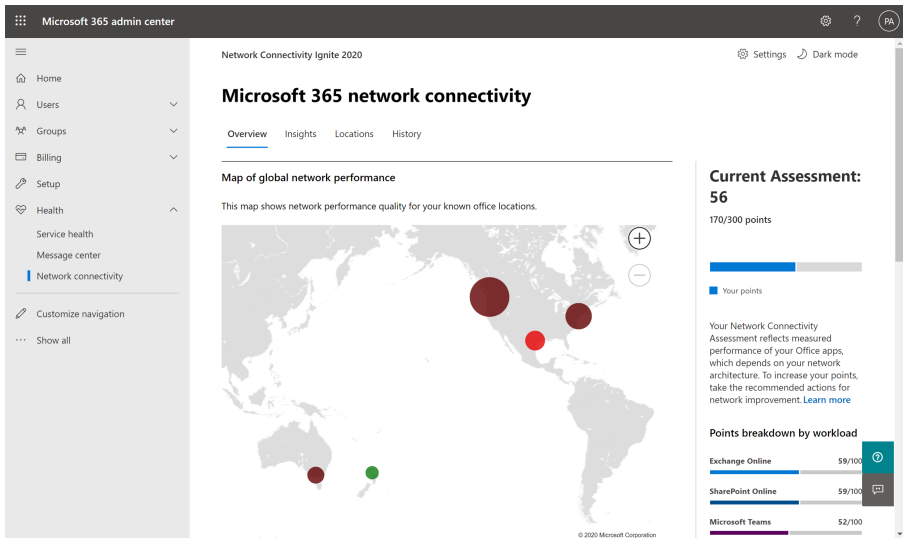 Microsoft 365 admin center
?
PA
Home
Users
Groups
Billing
Setup
Health
Service health
Message center
Network connectivity
Customize navigation
Show all
Network Connectivity Ignite 2020
Settings
Dark mode
Microsoft 365 network connectivity
Overview Insights Locations History
Map of global network performance
This map shows network performance quality for your known office locations.
© 2020 Microsoft Corporation
Current Assessment:
56
170/300 points
Your points
Your Network Connectivity
Assessment reflects measured
performance of your Office apps,
which depends on your network
architecture. To increase your points,
take the recommended actions for
network improvement. Learn more
Points breakdown by workload
Exchange Online 59/100
SharePoint Online 59/100
Microsoft Teams 52/100